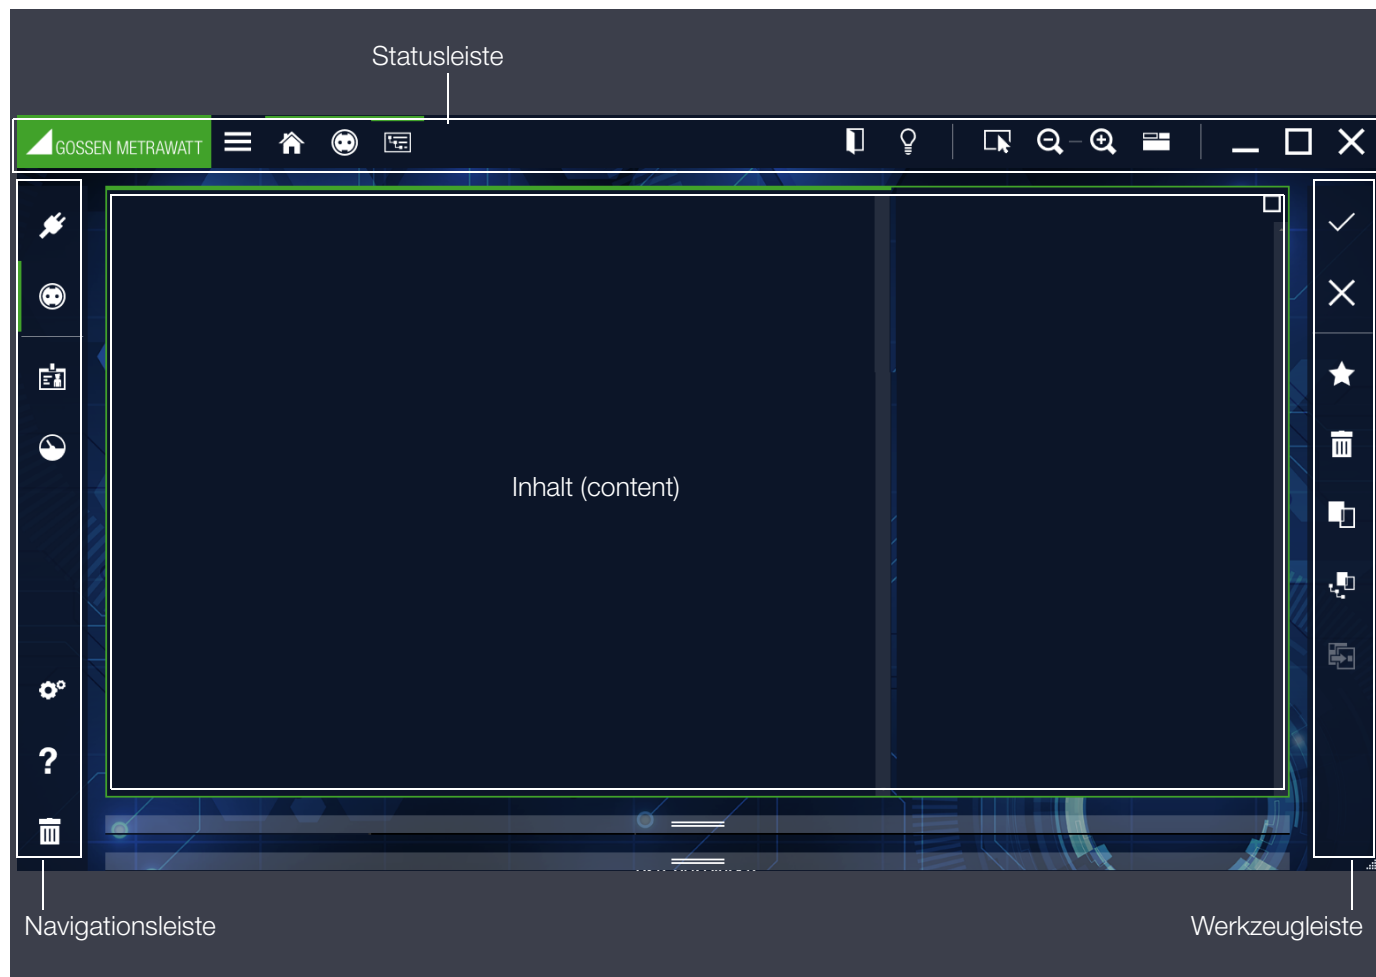 Statusleiste
GOSSEN METRAWATT
Inhalt (content)
?
Navigationsleiste
Werkzeugleiste